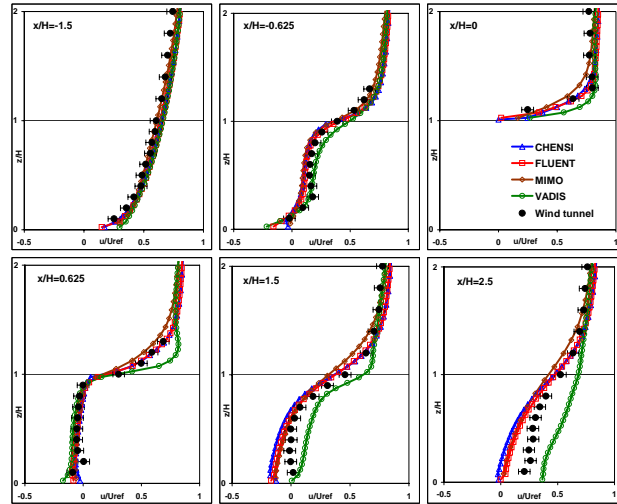 x/H=-1.5
2
1
0
z/H
-0.5 0 0.5 1
u/Uref
x/H=-0.625
2
1
0
z/H
-0.5 0 0.5 1
u/Uref
x/H=0
2
1
0
z/H
CHENSI
FLUENT
MIMO
VADIS
Wind tunnel
-0.5 0 0.5 1
u/Uref
x/H=0.625
2
1
0
z/H
-0.5 0 0.5 1
u/Uref
x/H=1.5
2
1
0
z/H
-0.5 0 0.5 1
u/Uref
x/H=2.5
2
1
0
z/H
-0.5 0 0.5 1
u/Uref